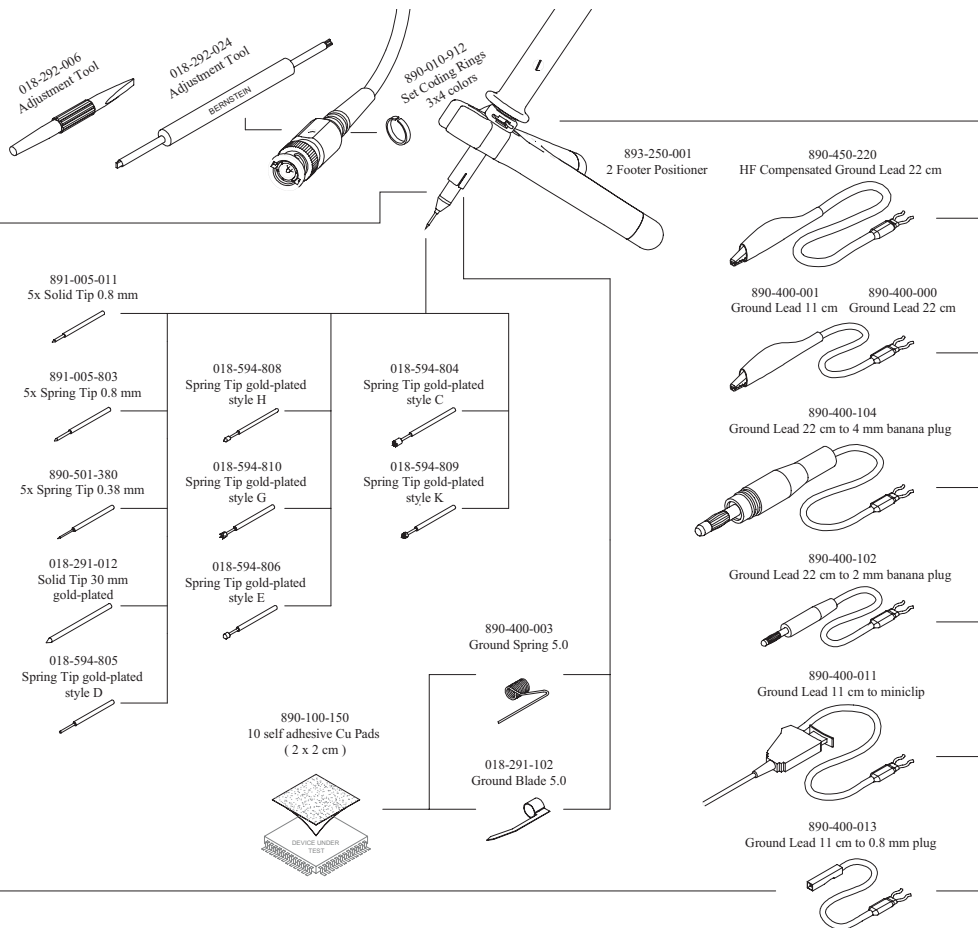 018-292-006
Adjustment Tool
018-292-024
Adjustment Tool
BERNSTEIN
890-010-912
Set Coding Rings
3x4 colors
893-250-001
2 Footer Positioner
890-450-220
HF Compensated Ground Lead 22 cm
891-005-011
5x Solid Tip 0.8 mm
890-400-001
Ground Lead 11 cm
890-400-000
Ground Lead 22 cm
891-005-803
5x Spring Tip 0.8 mm
018-594-808
Spring Tip gold-plated
style H
018-594-804
Spring Tip gold-plated
style C
890-400-104
Ground Lead 22 cm to 4 mm banana plug
890-501-380
5x Spring Tip 0.38 mm
018-594-810
Spring Tip gold-plated
style G
018-594-809
Spring Tip gold-plated
style K
018-291-012
Solid Tip 30 mm
gold-plated
018-594-806
Spring Tip gold-plated
style E
890-400-102
Ground Lead 22 cm to 2 mm banana plug
018-594-805
Spring Tip gold-plated
style D
890-400-003
Ground Spring 5.0
890-400-011
Ground Lead 11 cm to miniclip
890-100-150
10 self adhesive Cu Pads
( 2 x 2 cm )
018-291-102
Ground Blade 5.0
DEVICE UNDER
TEST
890-400-013
Ground Lead 11 cm to 0.8 mm plug